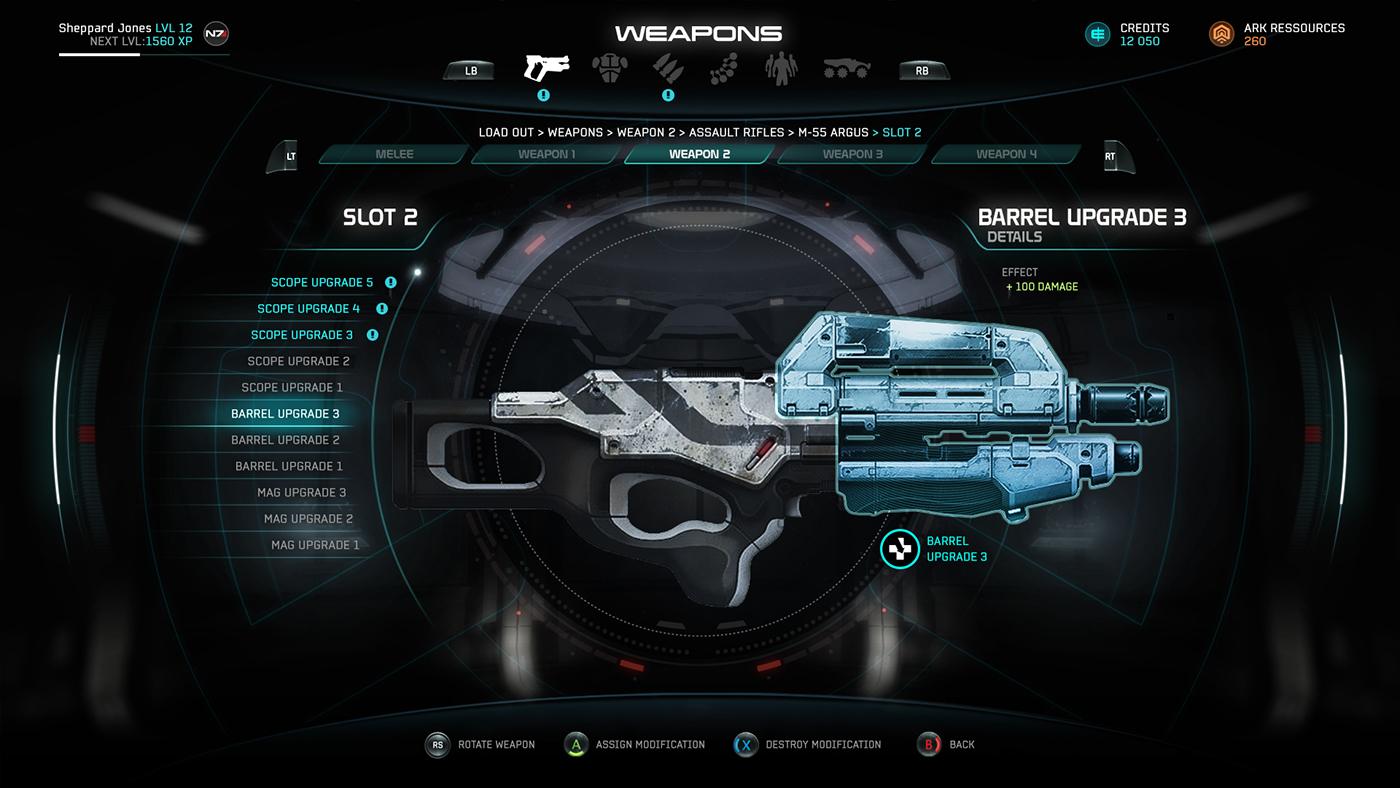 Sheppard Jones LVL 12
NEXT LVL:1560 XP
N7
WEAPONS
CREDITS
12 050
ARK RESSOURCES
260
LB
RB
LOAD OUT > WEAPONS > WEAPON 2 > ASSAULT RIFLES > M-55 ARGUS > SLOT 2
LT
MELEE
WEAPON 1
WEAPON 2
WEAPON 3
WEAPON 4
RT
SLOT 2
SCOPE UPGRADE 5
SCOPE UPGRADE 4
SCOPE UPGRADE 3
SCOPE UPGRADE 2
SCOPE UPGRADE 1
BARREL UPGRADE 3
BARREL UPGRADE 2
BARREL UPGRADE 1
MAG UPGRADE 3
MAG UPGRADE 2
MAG UPGRADE 1
BARREL UPGRADE 3
DETAILS
EFFECT
+ 100 DAMAGE
BARREL
UPGRADE 3
RS ROTATE WEAPON
A ASSIGN MODIFICATION
X DESTROY MODIFICATION
B BACK